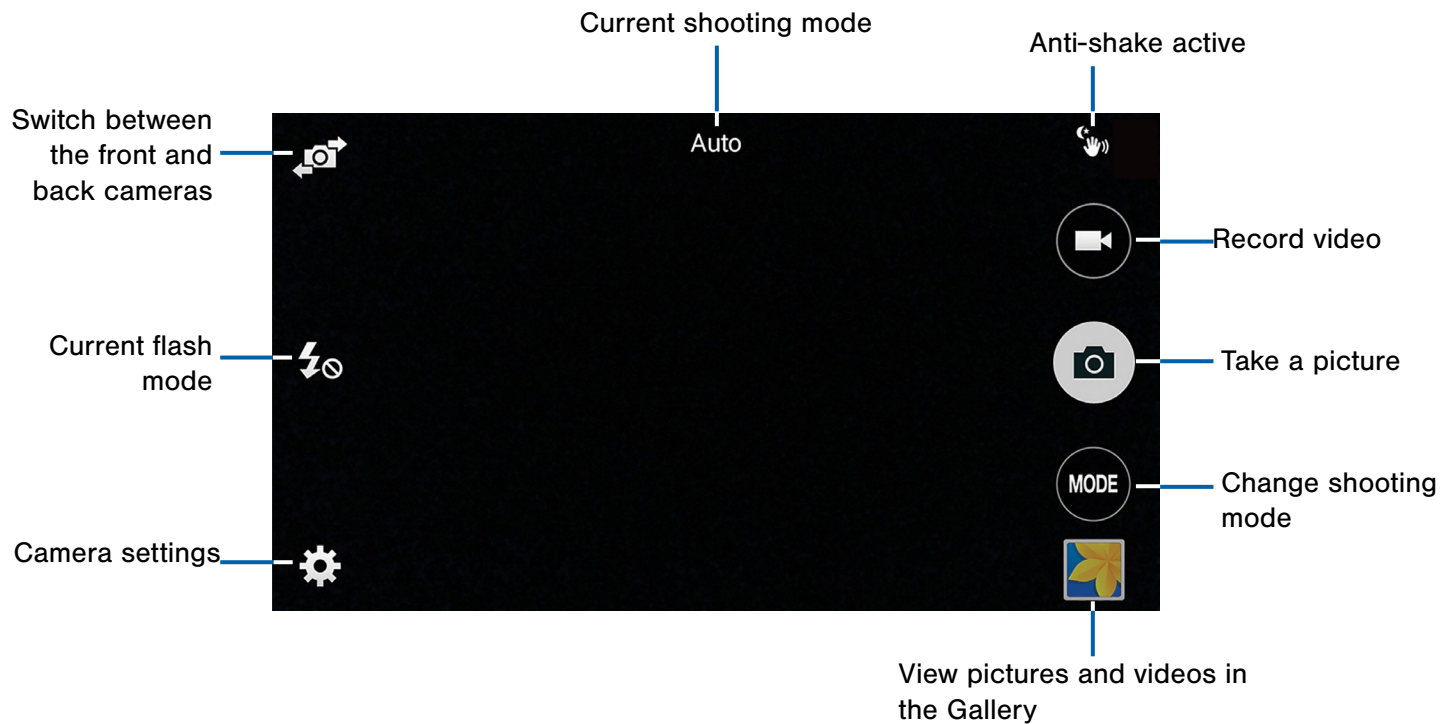 Current shooting mode
Anti-shake active
Switch between
the front and
back cameras
Auto
Record video
Current flash
mode
Take a picture
MODE
Change shooting
mode
Camera settings
View pictures and videos in
the Gallery